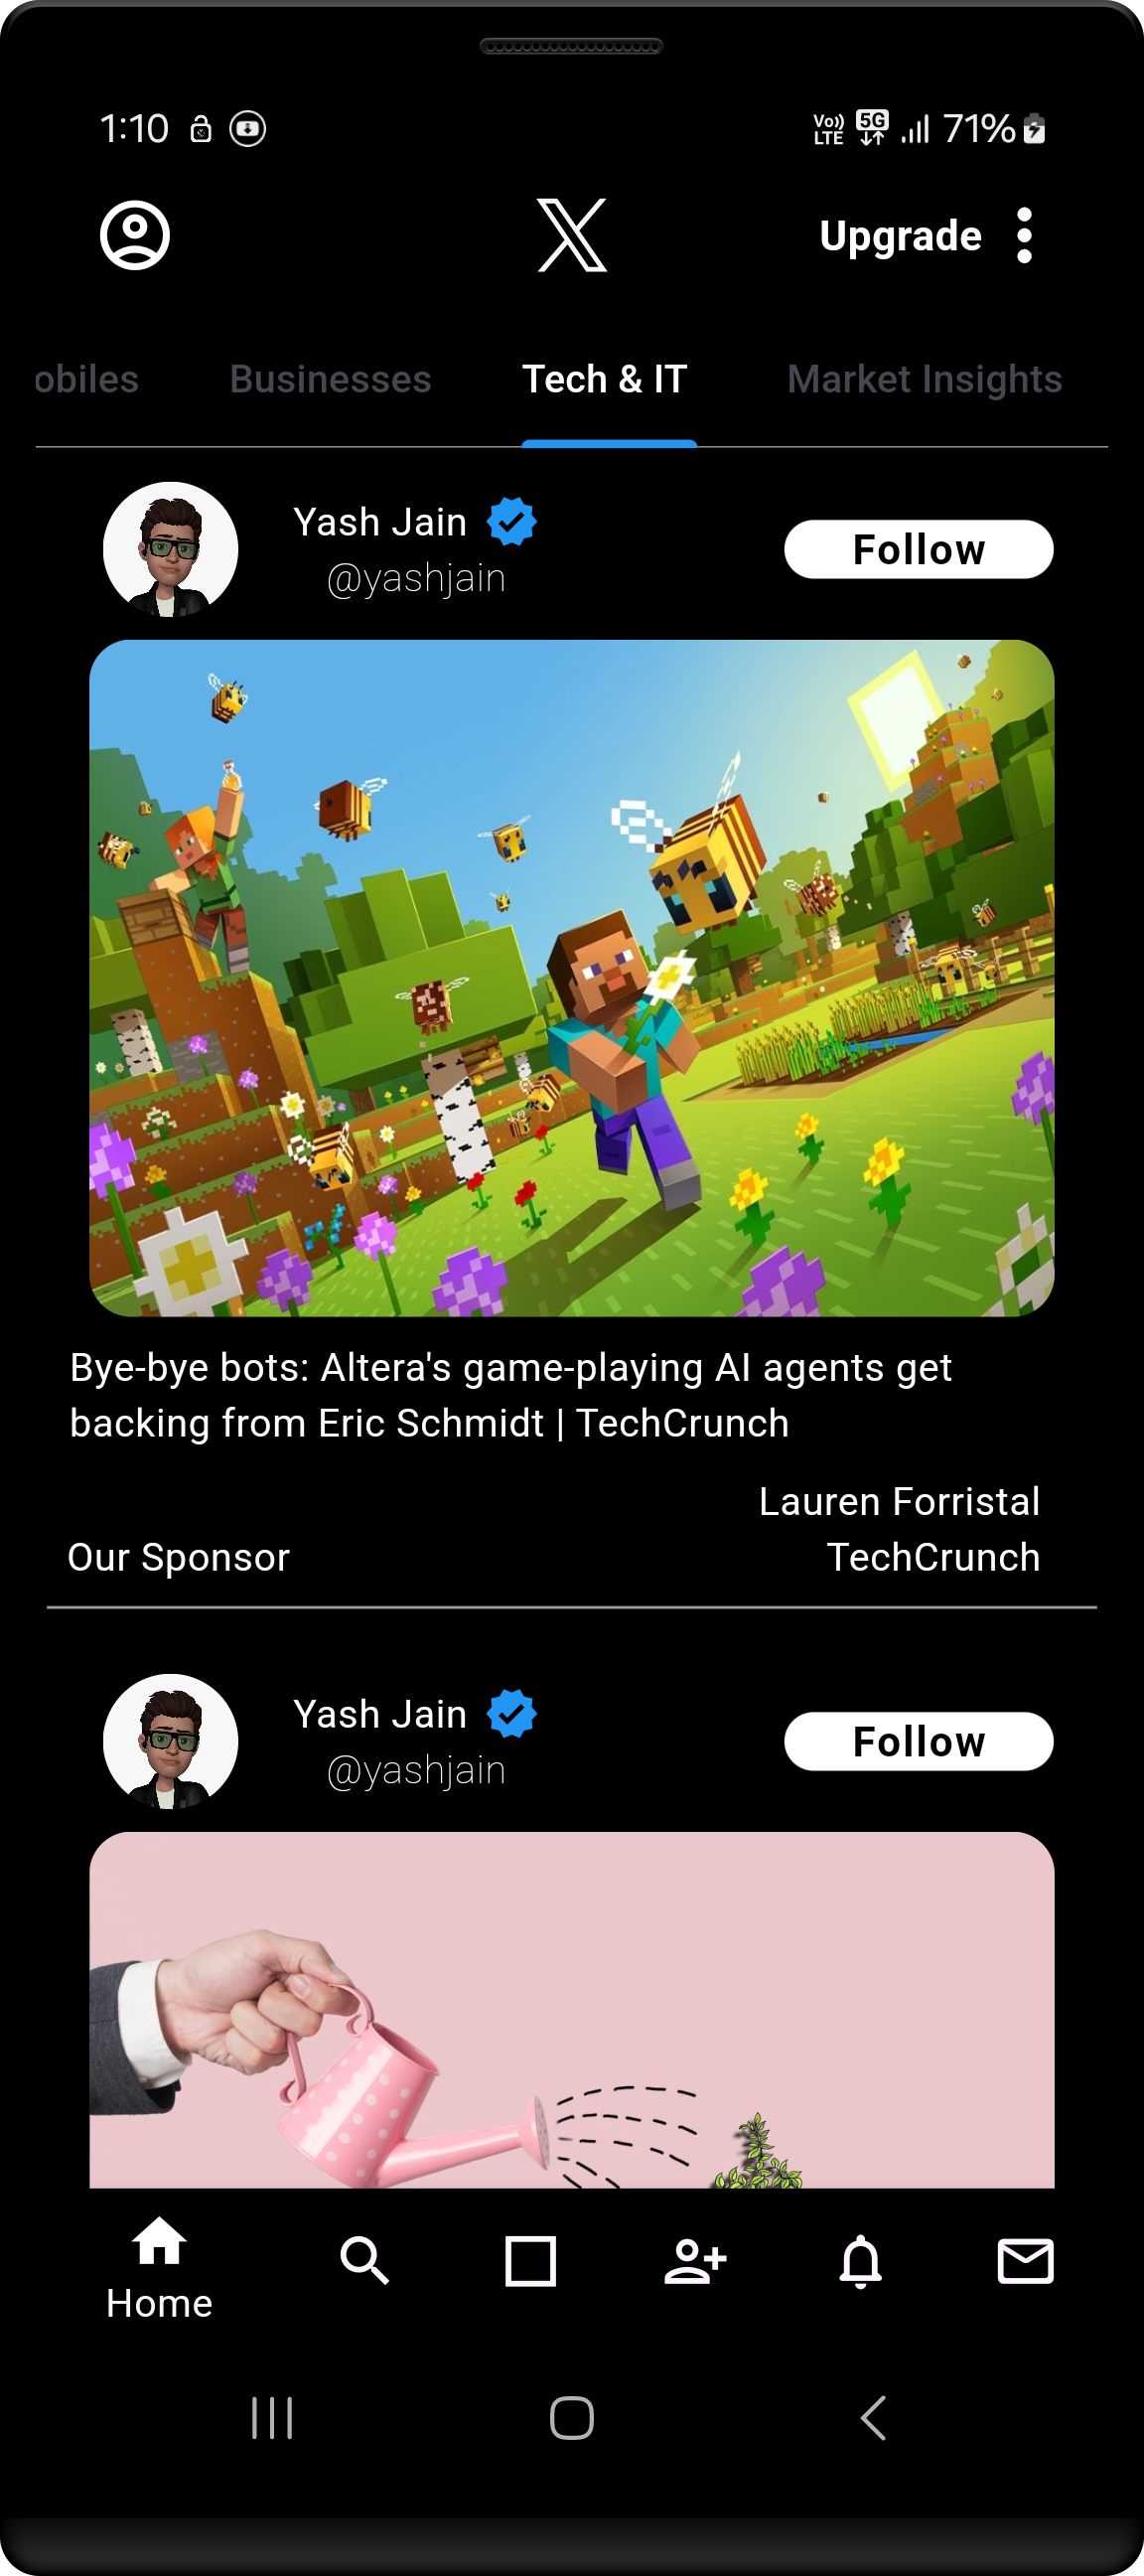 1:10
Vo)) LTE 5G 71%
X
Upgrade
obiles Businesses Tech & IT Market Insights
Yash Jain
@yashjain
Follow
Bye-bye bots: Altera's game-playing AI agents get
backing from Eric Schmidt | TechCrunch
Lauren Forristal
Our Sponsor TechCrunch
Yash Jain
@yashjain
Follow
Home